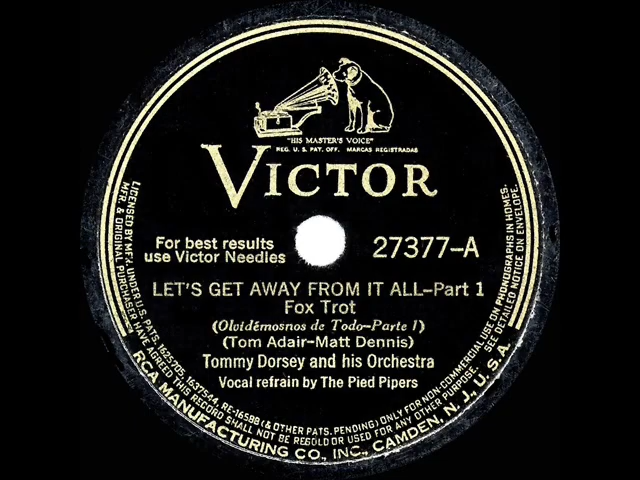 "HIS MASTER'S VOICE"
REG. U. S. PAT. OFF. MARCAS REGISTRADAS
VICTOR
For best results
use Victor Needles
27377-A
LET'S GET AWAY FROM IT ALL-Part 1
Fox Trot
(Olvidémosnos de Todo-Parte 1)
(Tom Adair-Matt Dennis)
Tommy Dorsey and his Orchestra
Vocal refrain by The Pied Pipers
LICENSED BY MFR. UNDER U.S. PATS. 1625705, 1637544, RE-16588 (& OTHER PATS. PENDING) ONLY FOR NON-COMMERCIAL USE ON PHONOGRAPHS IN HOMES.
MFR. & ORIGINAL PURCHASER HAVE AGREED THIS RECORD SHALL NOT BE RESOLD OR USED FOR ANY OTHER PURPOSE. SEE DETAILED NOTICE ON ENVELOPE.
RCA MANUFACTURING CO., INC., CAMDEN, N. J., U. S. A.